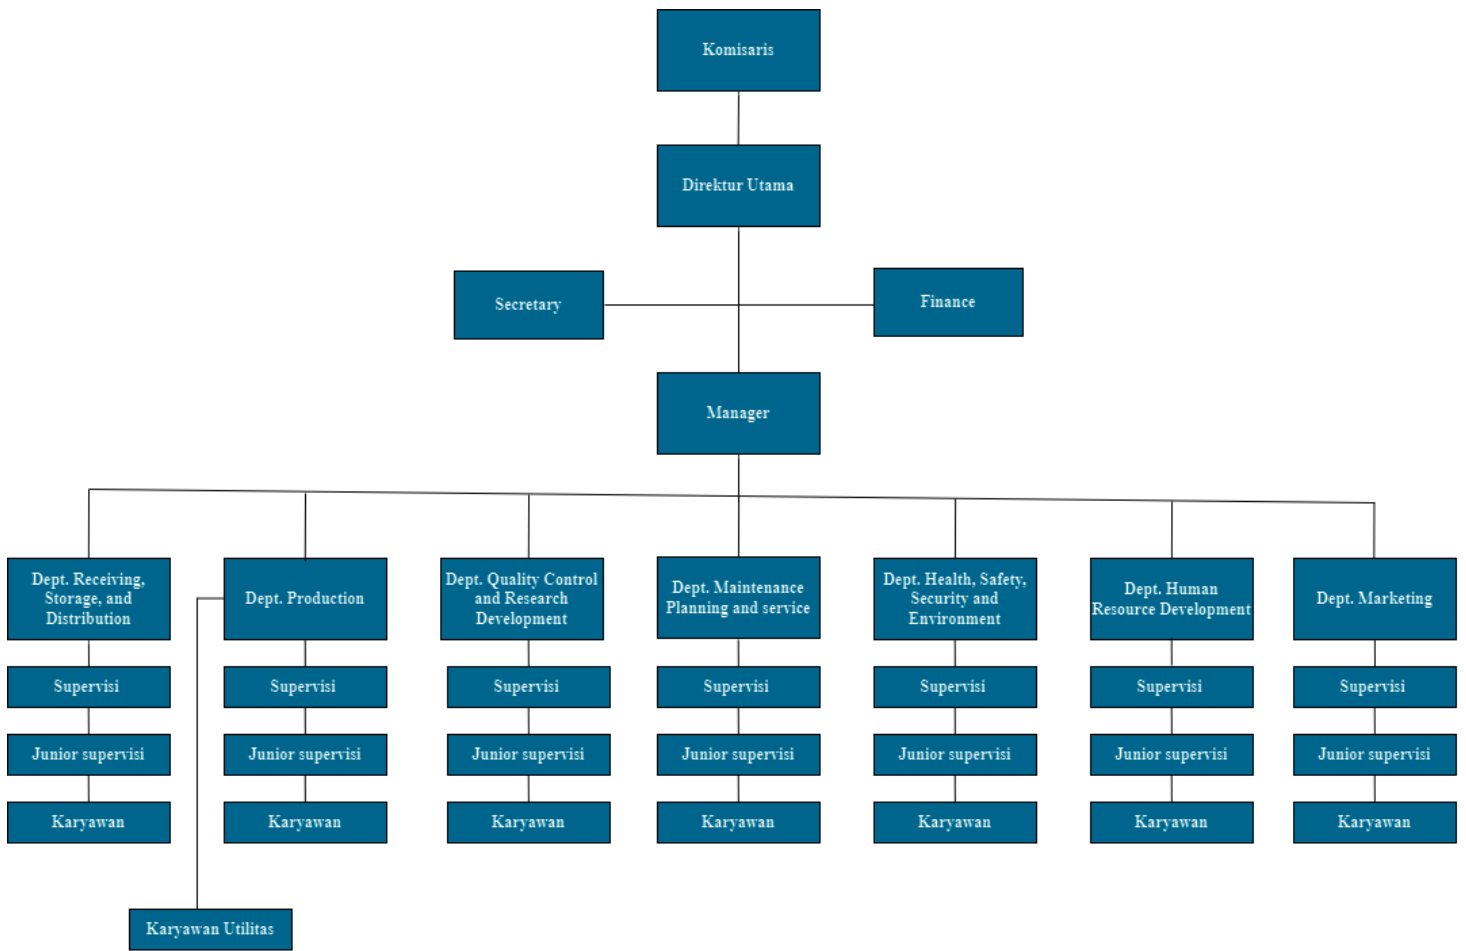 Komisaris
Direktur Utama
Secretary
Finance
Manager
Dept. Receiving,
Storage, and
Distribution
Dept. Production
Dept. Quality Control
and Research
Development
Dept. Maintenance
Planning and service
Dept. Health, Safety,
Security and
Environment
Dept. Human
Resource Development
Dept. Marketing
Supervisi
Supervisi
Supervisi
Supervisi
Supervisi
Supervisi
Supervisi
Junior supervisi
Junior supervisi
Junior supervisi
Junior supervisi
Junior supervisi
Junior supervisi
Junior supervisi
Karyawan
Karyawan
Karyawan
Karyawan
Karyawan
Karyawan
Karyawan
Karyawan Utilitas